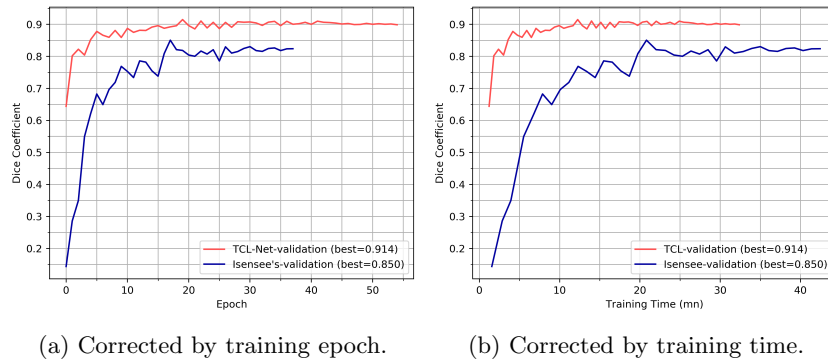 0.9
0.8
0.7
0.6
0.5
0.4
0.3
0.2
Dice Coefficient
TCL-Net-validation (best=0.914)
Isensee's-validation (best=0.850)
0 10 20 30 40 50
Epoch
(a) Corrected by training epoch.
0.9
0.8
0.7
0.6
0.5
0.4
0.3
0.2
Dice Coefficient
TCL-validation (best=0.914)
Isensee-validation (best=0.850)
0 10 20 30 40
Training Time (mn)
(b) Corrected by training time.